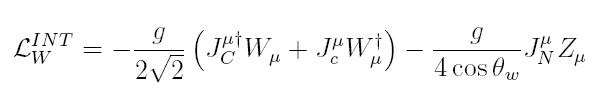 \mathcal{L}_W^{INT} = -\frac{g}{2\sqrt{2}} \left( J_C^{\mu\dagger} W_\mu + J_c^\mu W_\mu^\dagger \right) - \frac{g}{4\cos\theta_w} J_N^\mu Z_\mu